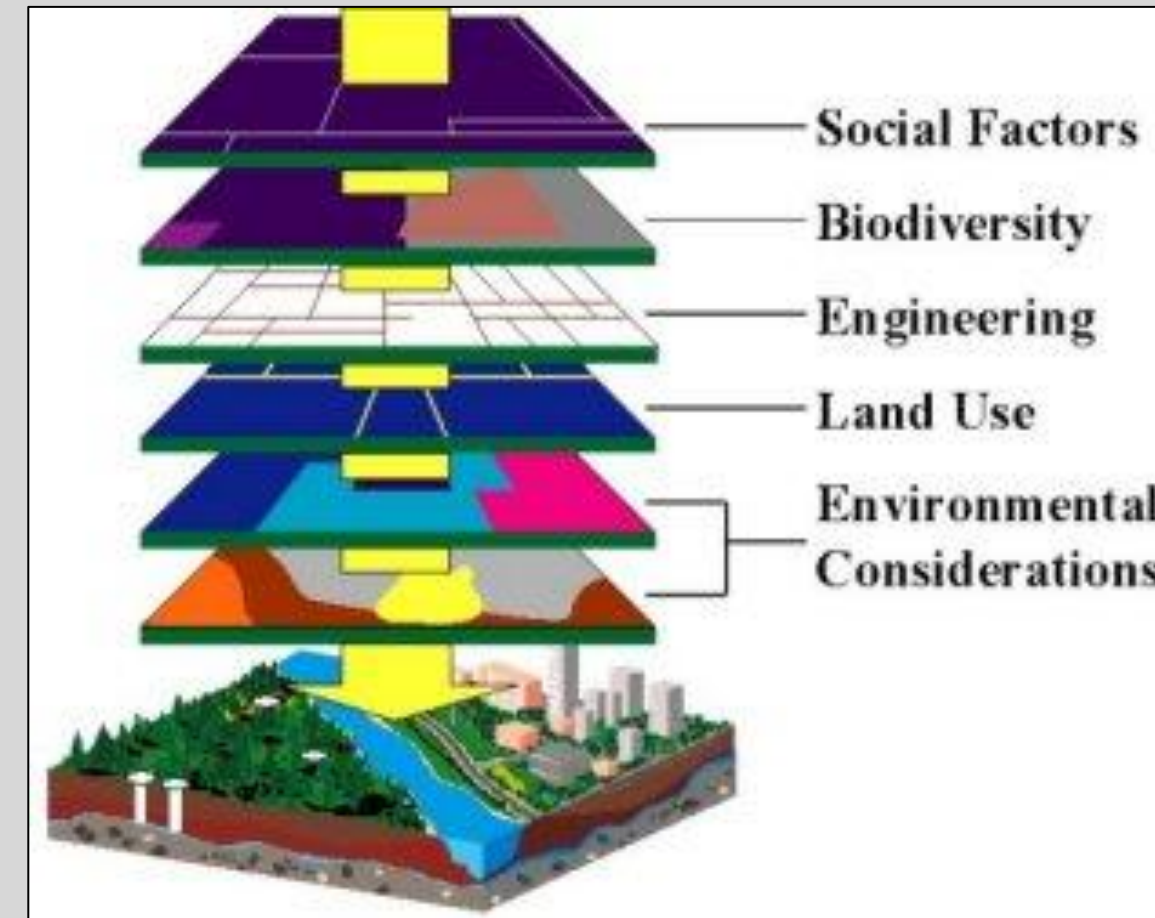 Social Factors
Biodiversity
Engineering
Land Use
Environmental
Considerations